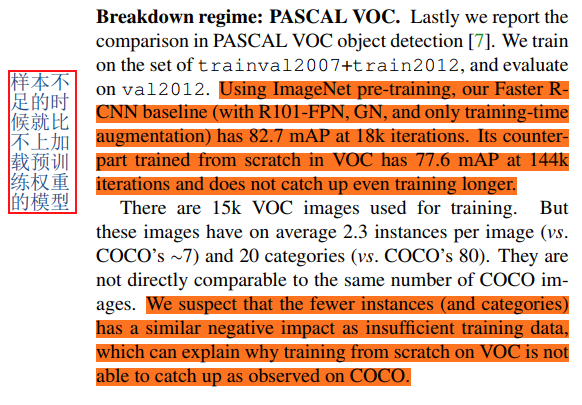 Breakdown regime: PASCAL VOC. Lastly we report the
comparison in PASCAL VOC object detection [7]. We train
on the set of trainval2007+train2012, and evaluate
on val2012. Using ImageNet pre-training, our Faster R-
CNN baseline (with R101-FPN, GN, and only training-time
augmentation) has 82.7 mAP at 18k iterations. Its counter-
part trained from scratch in VOC has 77.6 mAP at 144k
iterations and does not catch up even training longer.
There are 15k VOC images used for training. But
these images have on average 2.3 instances per image (vs.
COCO's ~7) and 20 categories (vs. COCO's 80). They are
not directly comparable to the same number of COCO im-
ages. We suspect that the fewer instances (and categories)
has a similar negative impact as insufficient training data,
which can explain why training from scratch on VOC is not
able to catch up as observed on COCO.
样本不
足的时
候就比
不上加
载预训
练权重
的模型